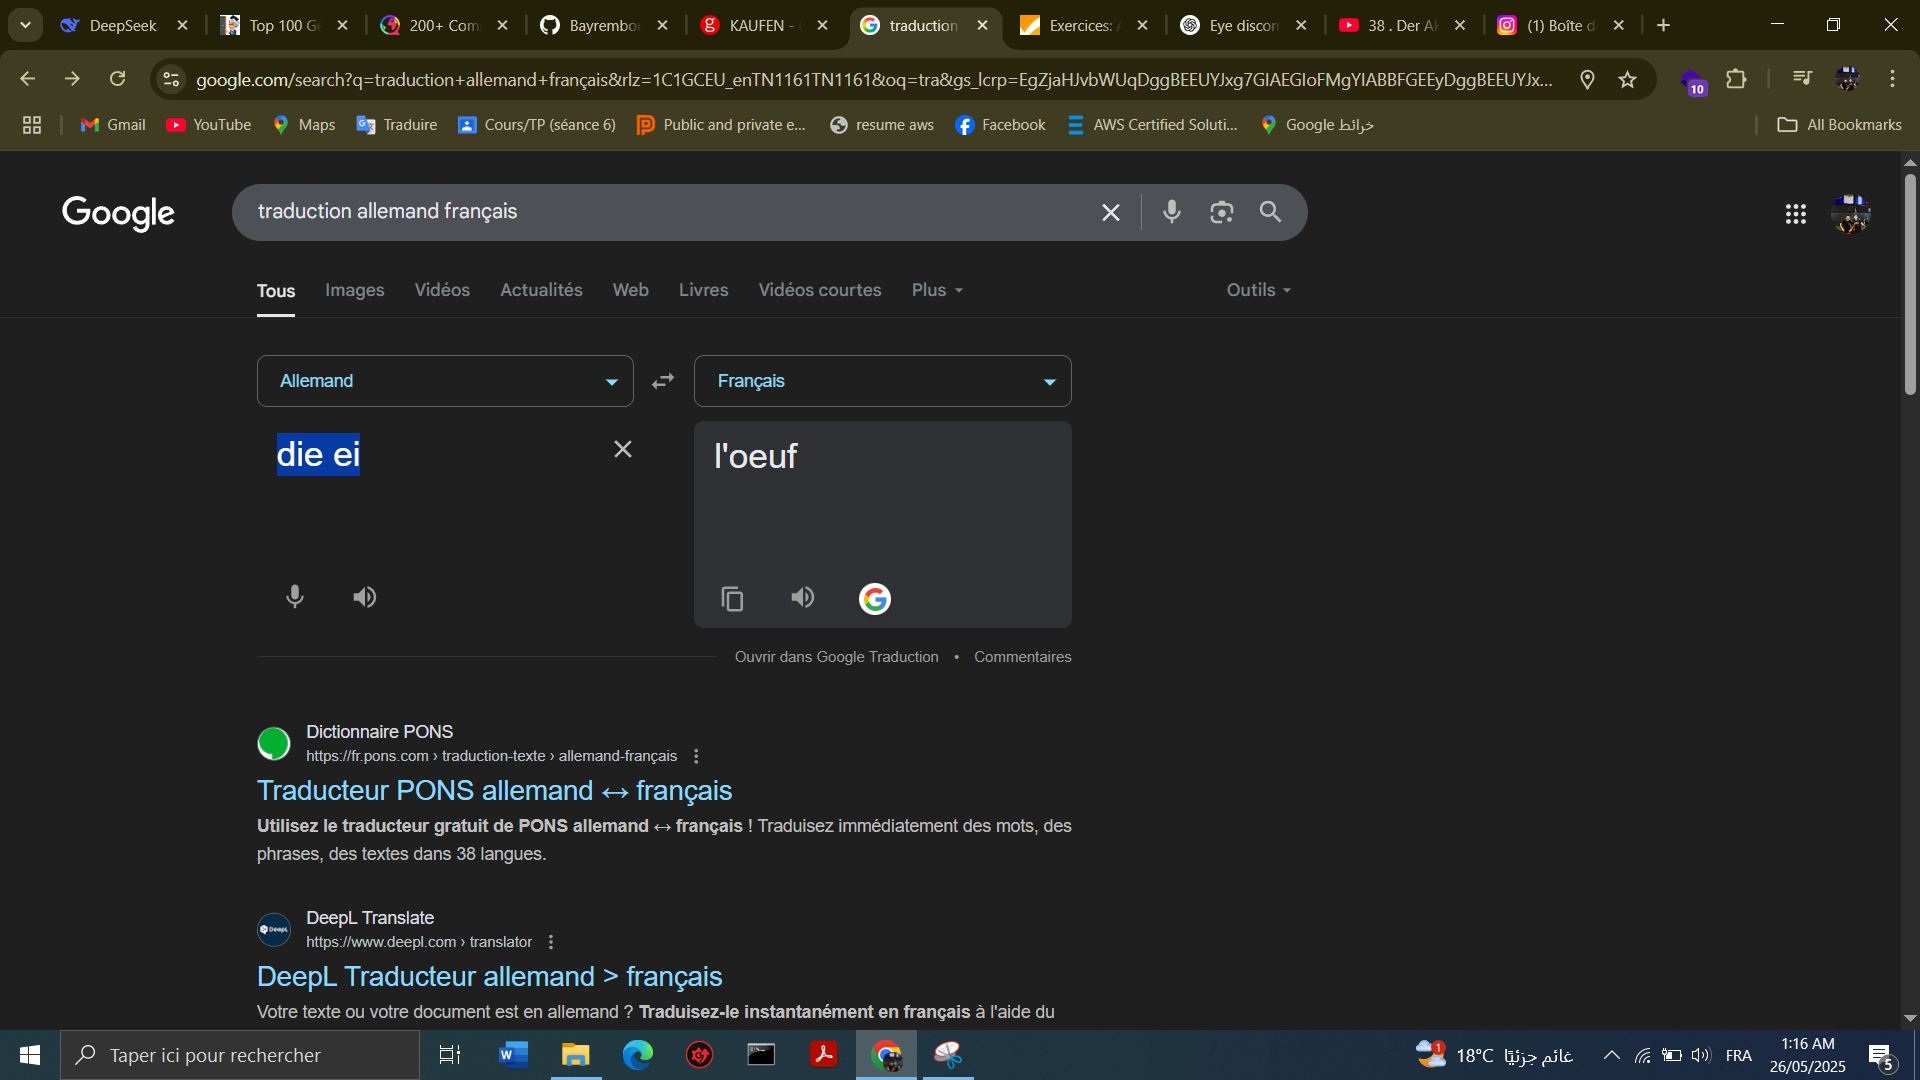 DeepSeek
Top 100 Ge
200+ Com
Bayrembou
KAUFEN -
traduction
Exercices: A
Eye discom
38 . Der Ak
(1) Boîte d
google.com/search?q=traduction+allemand+français&rlz=1C1GCEU_enTN1161TN1161&oq=tra&gs_lcrp=EgZjaHJvbWUqDggBEEUYJxg7GIAEGIoFMgYIABBFGEEyDggBEEUYJx...
10
Gmail
YouTube
Maps
Traduire
Cours/TP (séance 6)
Public and private e...
resume aws
Facebook
AWS Certified Soluti...
خرائط Google
All Bookmarks
Google
traduction allemand français
Tous
Images
Vidéos
Actualités
Web
Livres
Vidéos courtes
Plus
Outils
Allemand
Français
die ei
l'oeuf
Ouvrir dans Google Traduction • Commentaires
Dictionnaire PONS
https://fr.pons.com › traduction-texte › allemand-français
Traducteur PONS allemand ↔ français
Utilisez le traducteur gratuit de PONS allemand ↔ français ! Traduisez immédiatement des mots, des
phrases, des textes dans 38 langues.
DeepL
DeepL Translate
https://www.deepl.com › translator
DeepL Traducteur allemand > français
Votre texte ou votre document est en allemand ? Traduisez-le instantanément en français à l'aide du
Taper ici pour rechercher
1
18°C غائم جزئيًا
FRA
1:16 AM
26/05/2025
5